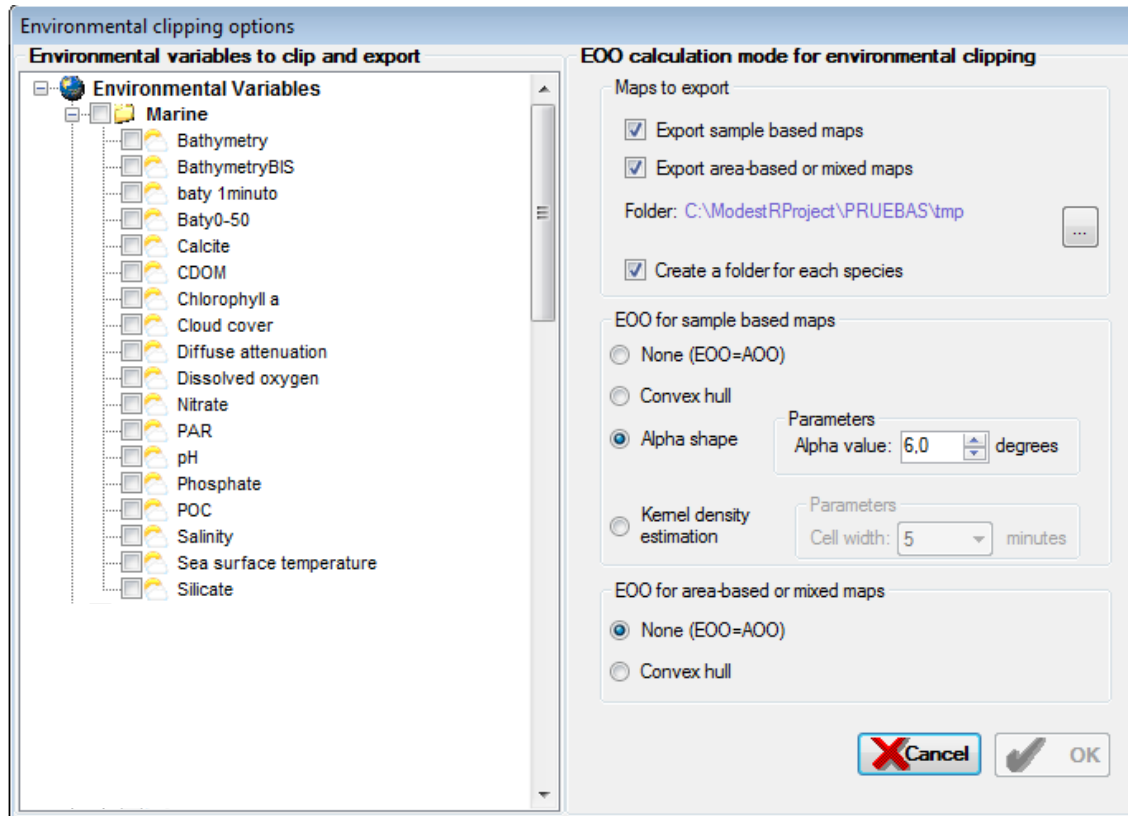 Environmental clipping options
Environmental variables to clip and export
Environmental Variables
Marine
Bathymetry
BathymetryBIS
baty 1minuto
Baty0-50
Calcite
CDOM
Chlorophyll a
Cloud cover
Diffuse attenuation
Dissolved oxygen
Nitrate
PAR
pH
Phosphate
POC
Salinity
Sea surface temperature
Silicate
EOO calculation mode for environmental clipping
Maps to export
Export sample based maps
Export area-based or mixed maps
Folder: C:\ModestRProject\PRUEBAS\tmp
...
Create a folder for each species
EOO for sample based maps
None (EOO=AOO)
Convex hull
Alpha shape
Parameters
Alpha value: 6,0 degrees
Kernel density
estimation
Parameters
Cell width: 5 minutes
EOO for area-based or mixed maps
None (EOO=AOO)
Convex hull
Cancel
OK